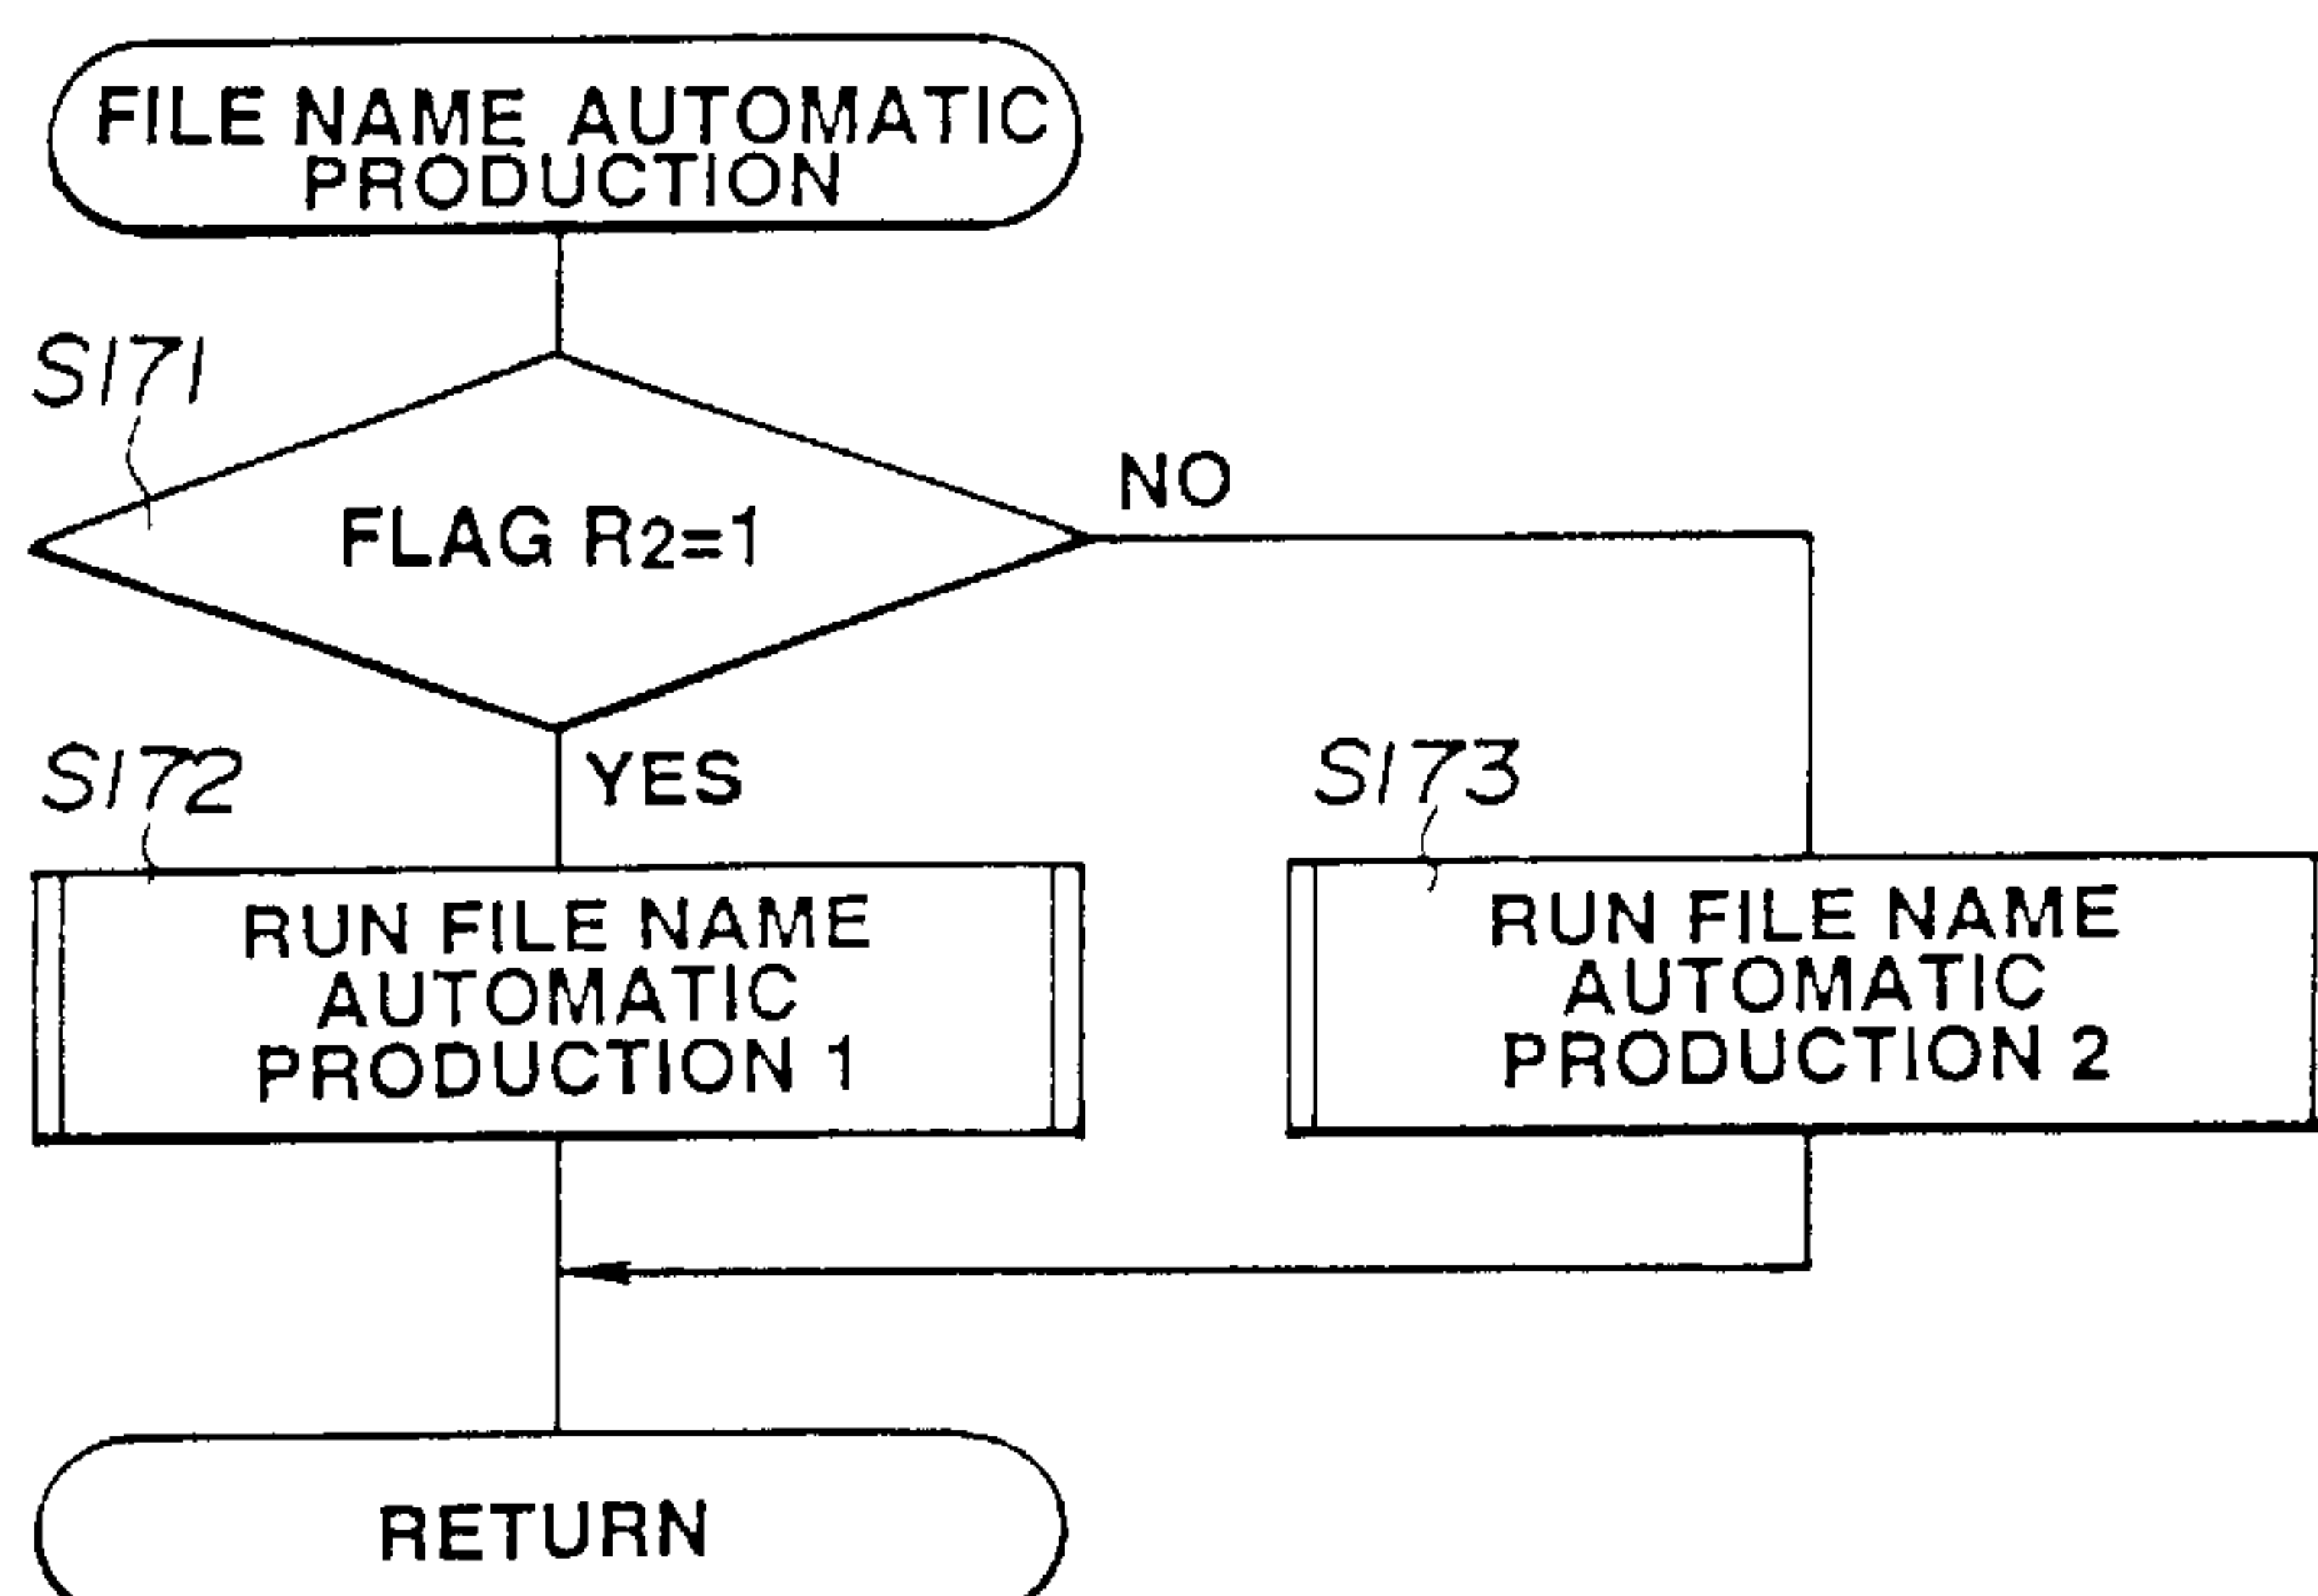 FILE NAME AUTOMATIC
PRODUCTION
S171
FLAG R2=1
NO
YES
S172
RUN FILE NAME
AUTOMATIC
PRODUCTION 1
S173
RUN FILE NAME
AUTOMATIC
PRODUCTION 2
RETURN